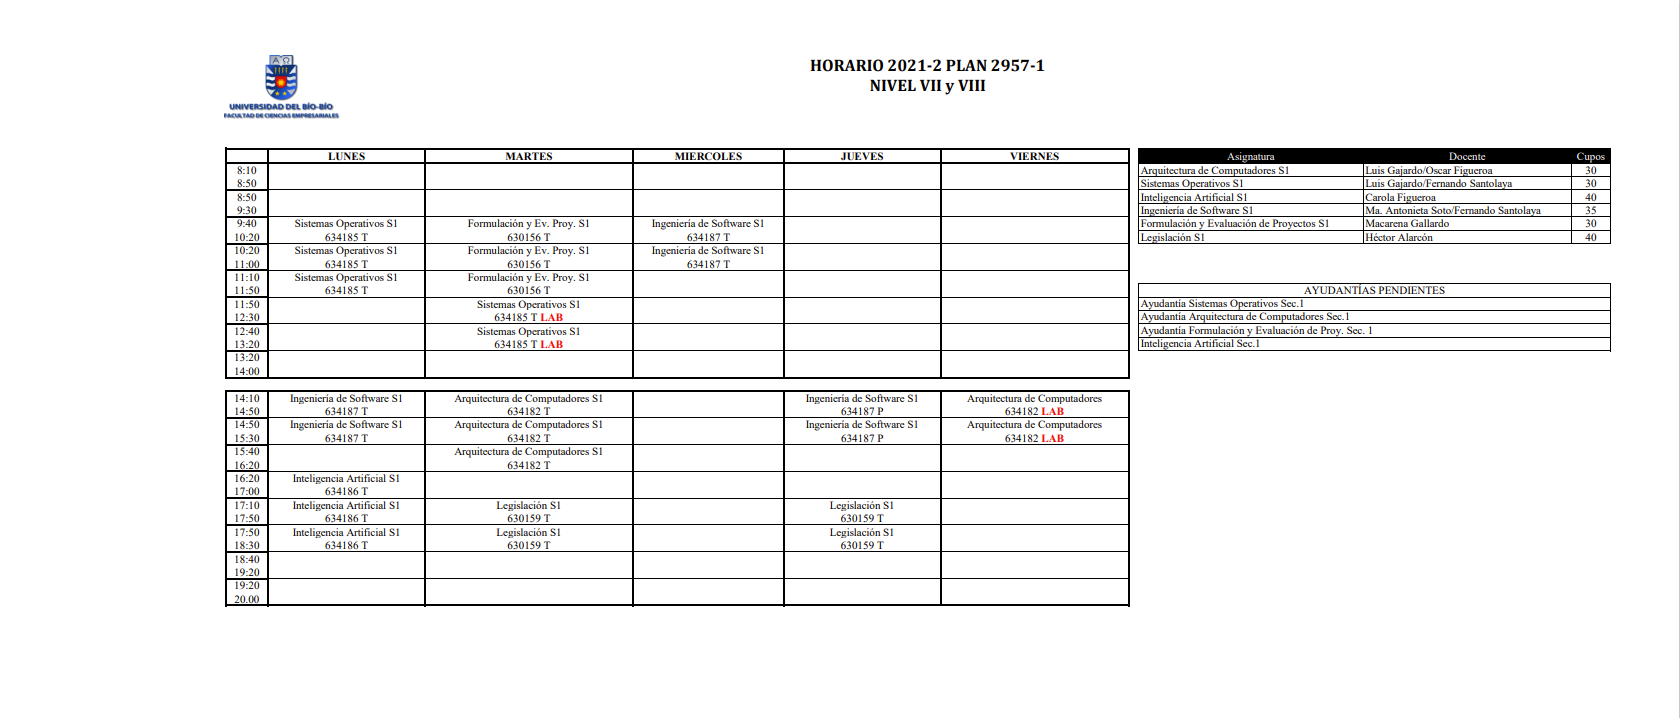 HORARIO 2021-2 PLAN 2957-1
NIVEL VII y VIII
UNIVERSIDAD DEL BÍO-BÍO
FACULTAD DE CIENCIAS EMPRESARIALES
LUNES MARTES MIERCOLES JUEVES VIERNES
8:10
8:50
8:50
9:30
9:40 Sistemas Operativos S1 Formulación y Ev. Proy. S1 Ingeniería de Software S1
10:20 634185 T 630156 T 634187 T
10:20 Sistemas Operativos S1 Formulación y Ev. Proy. S1 Ingeniería de Software S1
11:00 634185 T 630156 T 634187 T
11:10 Sistemas Operativos S1 Formulación y Ev. Proy. S1
11:50 634185 T 630156 T
11:50 Sistemas Operativos S1
12:30 634185 T LAB
12:40 Sistemas Operativos S1
13:20 634185 T LAB
13:20
14:00
14:10 Ingeniería de Software S1 Arquitectura de Computadores S1 Ingeniería de Software S1 Arquitectura de Computadores
14:50 634187 T 634182 T 634187 P 634182 LAB
14:50 Ingeniería de Software S1 Arquitectura de Computadores S1 Ingeniería de Software S1 Arquitectura de Computadores
15:30 634187 T 634182 T 634187 P 634182 LAB
15:40 Arquitectura de Computadores S1
16:20 634182 T
16:20 Inteligencia Artificial S1
17:00 634186 T
17:10 Inteligencia Artificial S1 Legislación S1 Legislación S1
17:50 634186 T 630159 T 630159 T
17:50 Inteligencia Artificial S1 Legislación S1 Legislación S1
18:30 634186 T 630159 T 630159 T
18:40
19:20
19:20
20.00
Asignatura Docente Cupos
Arquitectura de Computadores S1 Luis Gajardo/Oscar Figueroa 30
Sistemas Operativos S1 Luis Gajardo/Fernando Santolaya 30
Inteligencia Artificial S1 Carola Figueroa 40
Ingeniería de Software S1 Ma. Antonieta Soto/Fernando Santolaya 35
Formulación y Evaluación de Proyectos S1 Macarena Gallardo 30
Legislación S1 Héctor Alarcón 40
AYUDANTÍAS PENDIENTES
Ayudantía Sistemas Operativos Sec.1
Ayudantía Arquitectura de Computadores Sec.1
Ayudantía Formulación y Evaluación de Proy. Sec. 1
Inteligencia Artificial Sec.1